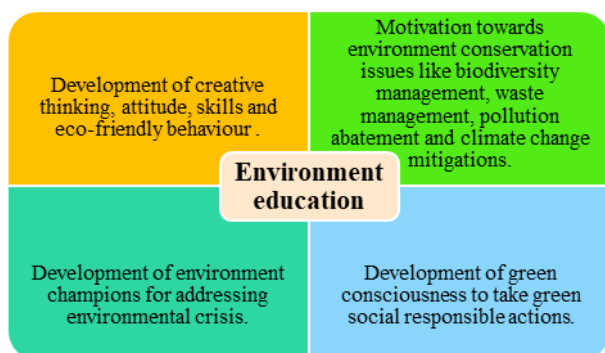 Development of creative
thinking, attitude, skills and
eco-friendly behaviour .
Motivation towards
environment conservation
issues like biodiversity
management, waste
management, pollution
abatement and climate change
mitigations.
Environment
education
Development of environment
champions for addressing
environmental crisis.
Development of green
consciousness to take green
social responsible actions.